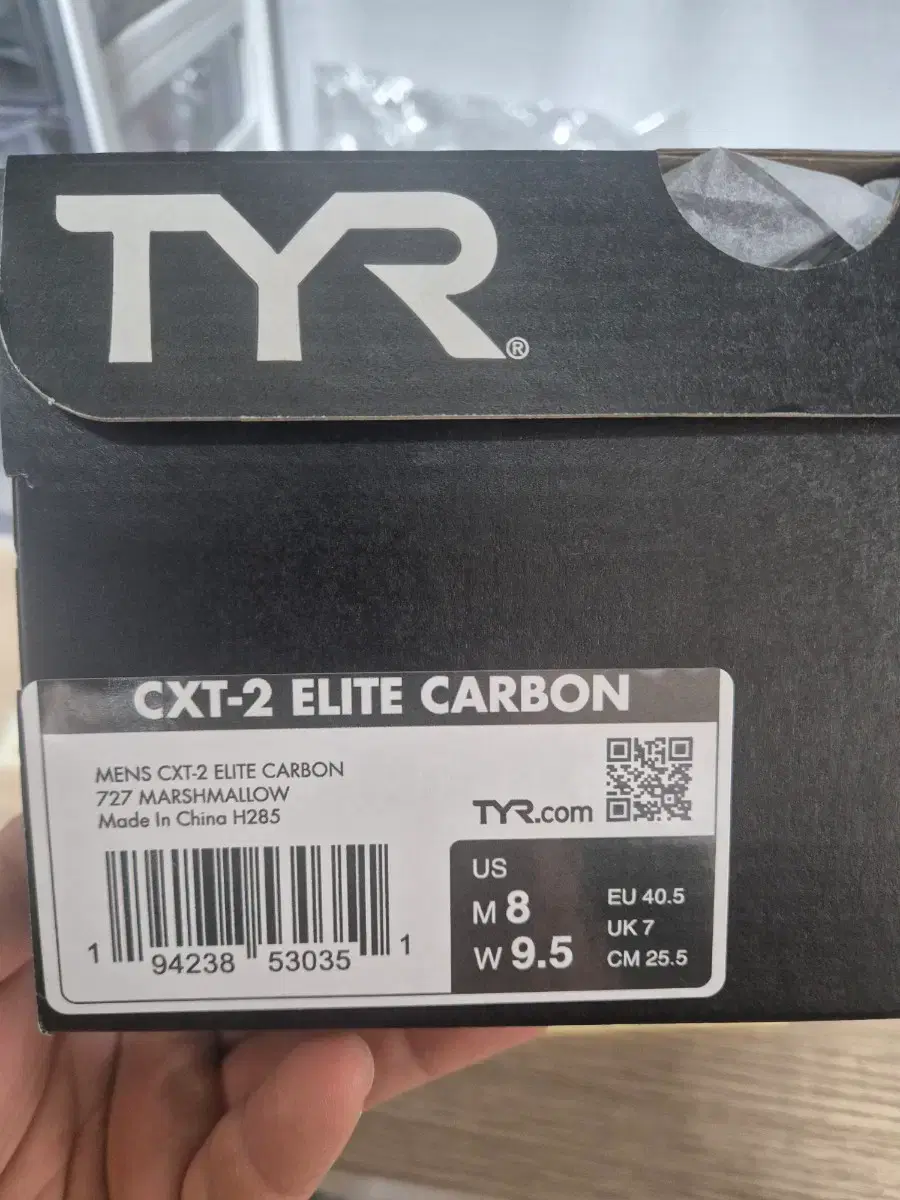 TYR®
CXT-2 ELITE CARBON
MENS CXT-2 ELITE CARBON
727 MARSHMALLOW
Made In China H285
TYR.com
1 94238 53035 1
US
M 8
W 9.5
EU 40.5
UK 7
CM 25.5